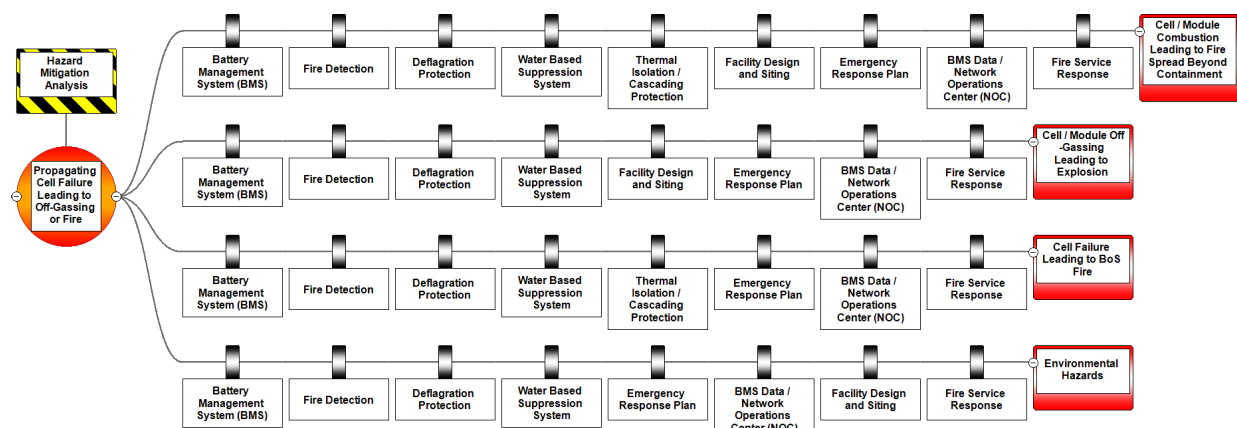 Hazard
Mitigation
Analysis
Propagating
Cell Failure
Leading to
Off-Gassing
or Fire
Battery
Management
System (BMS)
Fire Detection
Deflagration
Protection
Water Based
Suppression
System
Thermal
Isolation /
Cascading
Protection
Facility Design
and Siting
Emergency
Response Plan
BMS Data /
Network
Operations
Center (NOC)
Fire Service
Response
Cell / Module
Combustion
Leading to Fire
Spread Beyond
Containment
Battery
Management
System (BMS)
Fire Detection
Deflagration
Protection
Water Based
Suppression
System
Facility Design
and Siting
Emergency
Response Plan
BMS Data /
Network
Operations
Center (NOC)
Fire Service
Response
Cell / Module Off
-Gassing
Leading to
Explosion
Battery
Management
System (BMS)
Fire Detection
Deflagration
Protection
Water Based
Suppression
System
Thermal
Isolation /
Cascading
Protection
Emergency
Response Plan
BMS Data /
Network
Operations
Center (NOC)
Fire Service
Response
Cell Failure
Leading to BoS
Fire
Battery
Management
System (BMS)
Fire Detection
Deflagration
Protection
Water Based
Suppression
System
Emergency
Response Plan
BMS Data /
Network
Operations
Center (NOC)
Facility Design
and Siting
Fire Service
Response
Environmental
Hazards